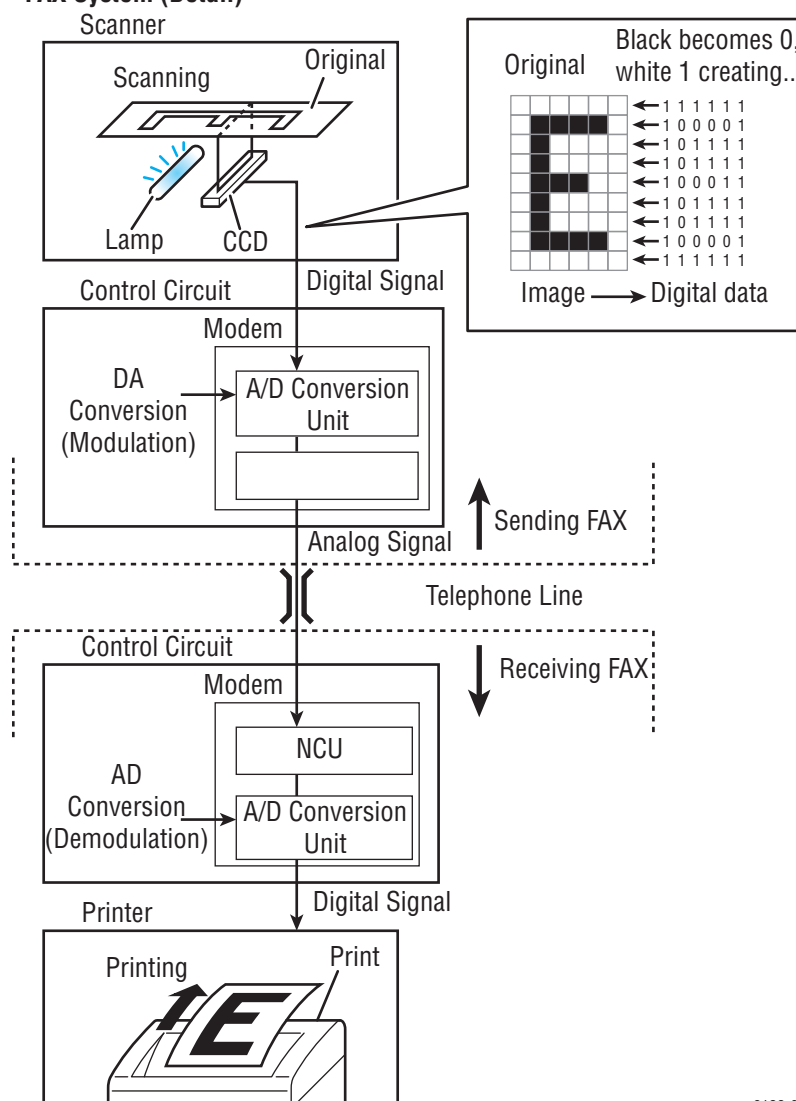 Scanner
Scanning
Original
Lamp
CCD
Original
Black becomes 0,
white 1 creating..
1 1 1 1 1 1
1 0 0 0 0 1
1 0 1 1 1 1
1 0 1 1 1 1
1 0 0 0 1 1
1 0 1 1 1 1
1 0 1 1 1 1
1 0 0 0 0 1
1 1 1 1 1 1
Image
Digital data
Digital Signal
Control Circuit
Modem
DA
Conversion
(Modulation)
A/D Conversion
Unit
Sending FAX
Analog Signal
Telephone Line
Control Circuit
Receiving FAX
Modem
NCU
AD
Conversion
(Demodulation)
A/D Conversion
Unit
Digital Signal
Printer
Printing
Print
E